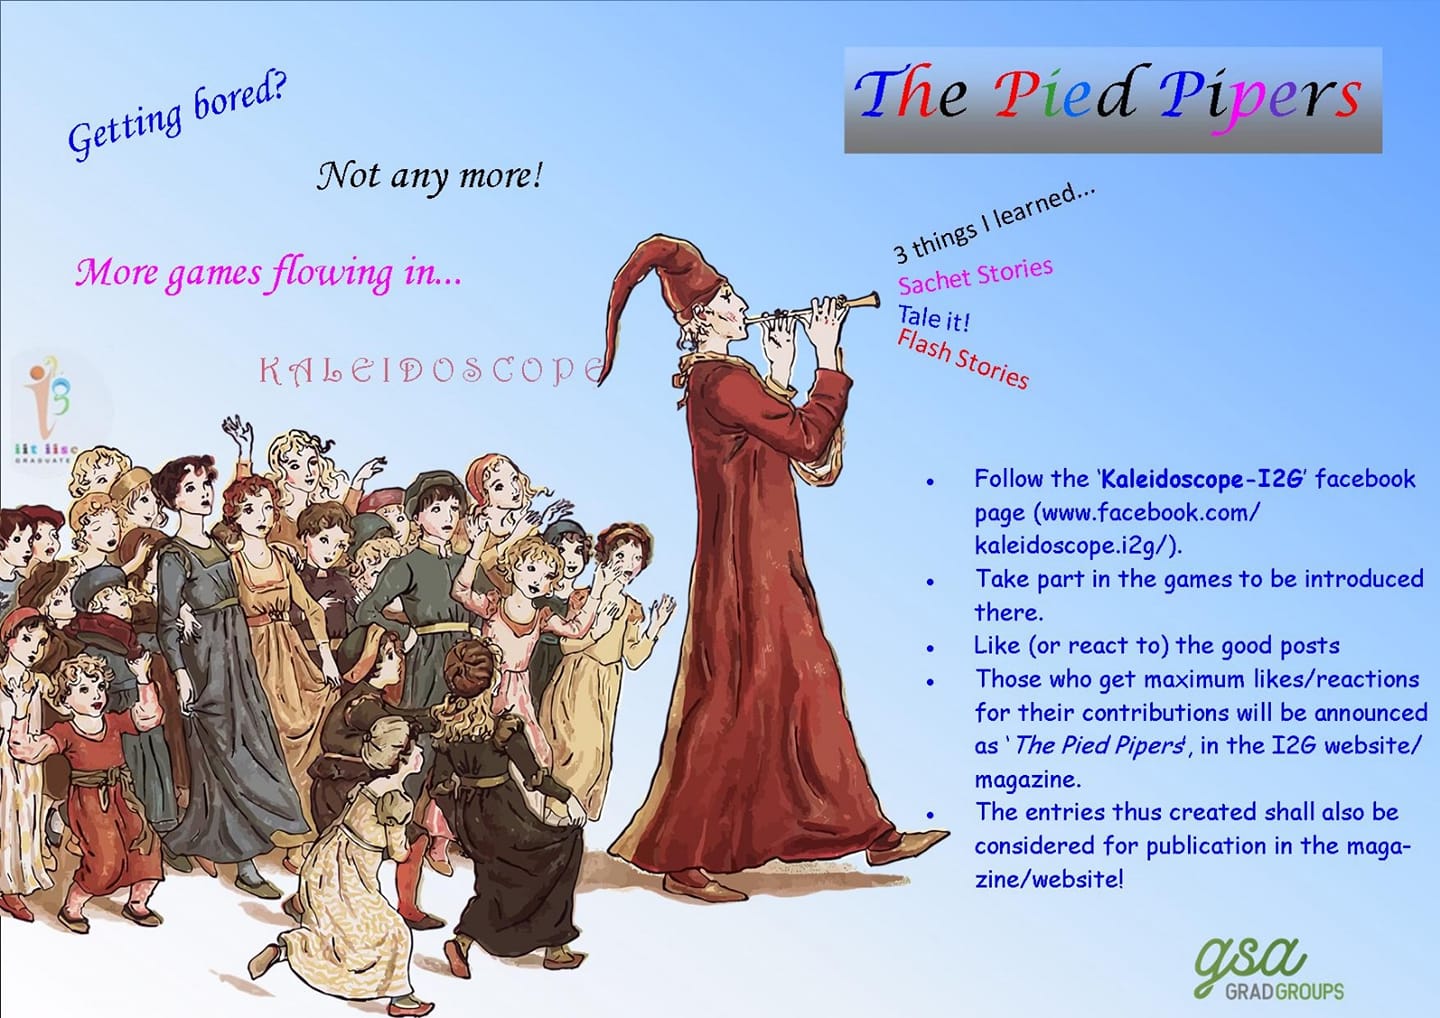 Getting bored?
Not any more!
More games flowing in...
KALEIDOSCOPE
iit iisc
GRADUATE
The Pied Pipers
3 things I learned...
Sachet Stories
Tale it!
Flash Stories
• Follow the ‘Kaleidoscope-I2G’ facebook
page (www.facebook.com/
kaleidoscope.i2g/).
• Take part in the games to be introduced
there.
• Like (or react to) the good posts
• Those who get maximum likes/reactions
for their contributions will be announced
as ‘The Pied Pipers’, in the I2G website/
magazine.
• The entries thus created shall also be
considered for publication in the maga-
zine/website!
gsa
GRADGROUPS